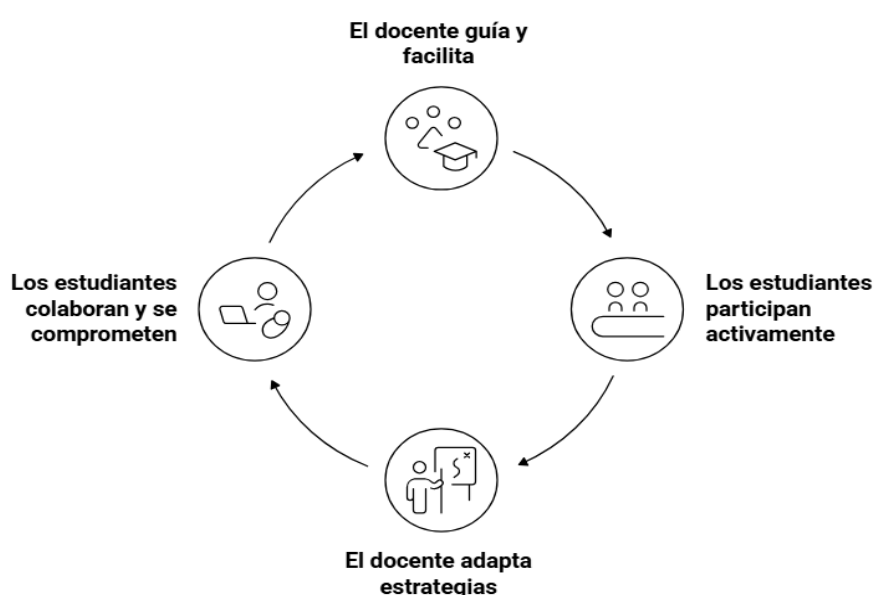 El docente guía y
facilita
Los estudiantes
participan
activamente
El docente adapta
estrategias
Los estudiantes
colaboran y se
comprometen